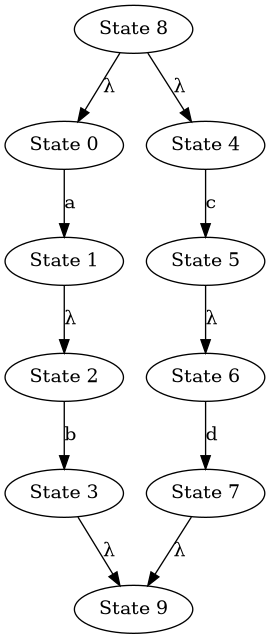 State 8
λ λ
State 0 State 4
a c
State 1 State 5
λ λ
State 2 State 6
b d
State 3 State 7
λ λ
State 9